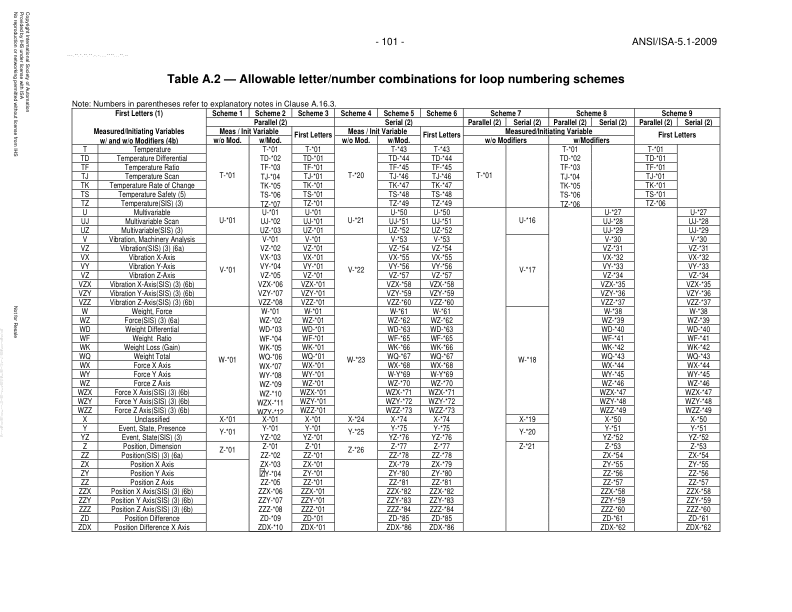 - 101 - ANSI/ISA-5.1-2009
Table A.2 — Allowable letter/number combinations for loop numbering schemes
Note: Numbers in parentheses refer to explanatory notes in Clause A.16.3.
First Letters (1) Scheme 1 Scheme 2 Scheme 3 Scheme 4 Scheme 5 Scheme 6 Scheme 7 Scheme 8 Scheme 9
Parallel (2) Serial (2) Parallel (2) Serial (2) Parallel (2) Serial (2) Parallel (2) Serial (2)
Measured/Initiating Variables Meas / Init Variable First Letters Meas / Init Variable First Letters Measured/Initiating Variable First Letters
w/ and w/o Modifiers (4b) w/o Mod. w/Mod. w/o Mod. w/Mod. w/o Modifiers w/Modifiers
T Temperature T-*01 T-*01 T-*43 T-*43 T-*01 T-*01
TD Temperature Differential TD-*02 TD-*01 TD-*44 TD-*44 TD-*02 TD-*01
TF Temperature Ratio TF-*03 TF-*01 TF-*45 TF-*45 TF-*03 TF-*01
TJ Temperature Scan T-*01 TJ-*04 TJ-*01 T-*20 TJ-*46 TJ-*46 T-*01 TJ-*04 TJ-*01
TK Temperature Rate of Change TK-*05 TK-*01 TK-*47 TK-*47 TK-*05 TK-*01
TS Temperature Safety (5) TS-*06 TS-*01 TS-*48 TS-*48 TS-*06 TS-*01
TZ Temperature(SIS) (3) TZ-*07 TZ-*01 TZ-*49 TZ-*49 TZ-*06 TZ-*06
U Multivariable U-*01 U-*01 U-*50 U-*50 U-*27 U-*27
UJ Multivariable Scan U-*01 UJ-*02 UJ-*01 U-*21 UJ-*51 UJ-*51 U-*16 UJ-*28 UJ-*28
UZ Multivariable(SIS) (3) UZ-*03 UZ-*01 UZ-*52 UZ-*52 UJ-*29 UJ-*29
V Vibration, Machinery Analysis V-*01 V-*01 V-*53 V-*53 V-*30 V-*30
VZ Vibration(SIS) (3) (6a) VZ-*02 VZ-*01 VZ-*54 VZ-*54 VZ-*31 VZ-*31
VX Vibration X-Axis VX-*03 VX-*01 VX-*55 VX-*55 VX-*32 VX-*32
VY Vibration Y-Axis V-*01 VY-*04 VY-*01 V-*22 VY-*56 VY-*56 V-*17 VY-*33 VY-*33
VZ Vibration Z-Axis VZ-*05 VZ-*01 VZ-*57 VZ-*57 VZ-*34 VZ-*34
VZX Vibration X-Axis(SIS) (3) (6b) VZX-*06 VZX-*01 VZX-*58 VZX-*58 VZX-*35 VZX-*35
VZY Vibration Y-Axis(SIS) (3) (6b) VZY-*07 VZY-*01 VZY-*59 VZY-*59 VZY-*36 VZY-*36
VZZ Vibration Z-Axis(SIS) (3) (6b) VZZ-*08 VZZ-*01 VZZ-*60 VZZ-*60 VZZ-*37 VZZ-*37
W Weight, Force W-*01 W-*01 W-*61 W-*61 W-*38 W-*38
WZ Force(SIS) (3) (6a) WZ-*02 WZ-*01 WZ-*62 WZ-*62 WZ-*39 WZ-*39
WD Weight Differential WD-*03 WD-*01 WD-*63 WD-*63 WD-*40 WD-*40
WF Weight Ratio WF-*04 WF-*01 WF-*65 WF-*65 WF-*41 WF-*41
WK Weight Loss (Gain) WK-*05 WK-*01 WK-*66 WK-*66 WK-*42 WK-*42
WQ Weight Total W-*01 WQ-*06 WQ-*01 W-*23 WQ-*67 WQ-*67 W-*18 WQ-*43 WQ-*43
WX Force X Axis WX-*07 WX-*01 WX-*68 WX-*68 WX-*44 WX-*44
WY Force Y Axis WY-*08 WY-*01 WY-Y*69 WY-*69 WY-*45 WY-*45
WZ Force Z Axis WZ-*09 WZ-*01 WZ-*70 WZ-*70 WZ-*46 WZ-*46
WZX Force X Axis(SIS) (3) (6b) WZ-*10 WZX-*01 WZX-*71 WZX-*71 WZX-*47 WZX-*47
WZY Force Y Axis(SIS) (3) (6b) WZX-*11 WZY-*01 WZY-*72 WZY-*72 WZY-*48 WZY-*48
WZZ Force Z Axis(SIS) (3) (6b) WZY-*12 WZZ-*01 WZZ-*73 WZZ-*73 WZZ-*49 WZZ-*49
X Unclassified X-*01 X-*01 X-*01 X-*24 X-*74 X-*74 X-*19 X-*50 X-*50
Y Event, State, Presence Y-*01 Y-*01 Y-*01 Y-*25 Y-*75 Y-*75 Y-*20 Y-*51 Y-*51
YZ Event, State(SIS) (3) YZ-*02 YZ-*01 YZ-*76 YZ-*76 YZ-*52 YZ-*52
Z Position, Dimension Z-*01 Z-*01 Z-*01 Z-*26 Z-*77 Z-*77 Z-*21 Z-*53 Z-*53
ZZ Position(SIS) (3) (6a) ZZ-*02 ZZ-*01 ZZ-*78 ZZ-*78 ZX-*54 ZX-*54
ZX Position X Axis ZX-*03 ZX-*01 ZX-*79 ZX-*79 ZY-*55 ZY-*55
ZY Position Y Axis ZY-*04 ZY-*01 ZY-*80 ZY-*80 ZZ-*56 ZZ-*56
ZZ Position Z Axis ZZ-*05 ZZ-*01 ZZ-*81 ZZ-*81 ZZ-*57 ZZ-*57
ZZX Position X Axis(SIS) (3) (6b) ZZX-*06 ZZX-*01 ZZX-*82 ZZX-*82 ZZX-*58 ZZX-*58
ZZY Position Y Axis(SIS) (3) (6b) ZZY-*07 ZZY-*01 ZZY-*83 ZZY-*83 ZZY-*59 ZZY-*59
ZZZ Position Z Axis(SIS) (3) (6b) ZZZ-*08 ZZZ-*01 ZZZ-*84 ZZZ-*84 ZZZ-*60 ZZZ-*60
ZD Position Difference ZD-*09 ZD-*01 ZD-*85 ZD-*85 ZD-*61 ZD-*61
ZDX Position Difference X Axis ZDX-*10 ZDX-*01 ZDX-*86 ZDX-*86 ZDX-*62 ZDX-*62
Copyright International Society of Automation
Provided by IHS under license with ISA
No reproduction or networking permitted without license from IHS
Not for Resale